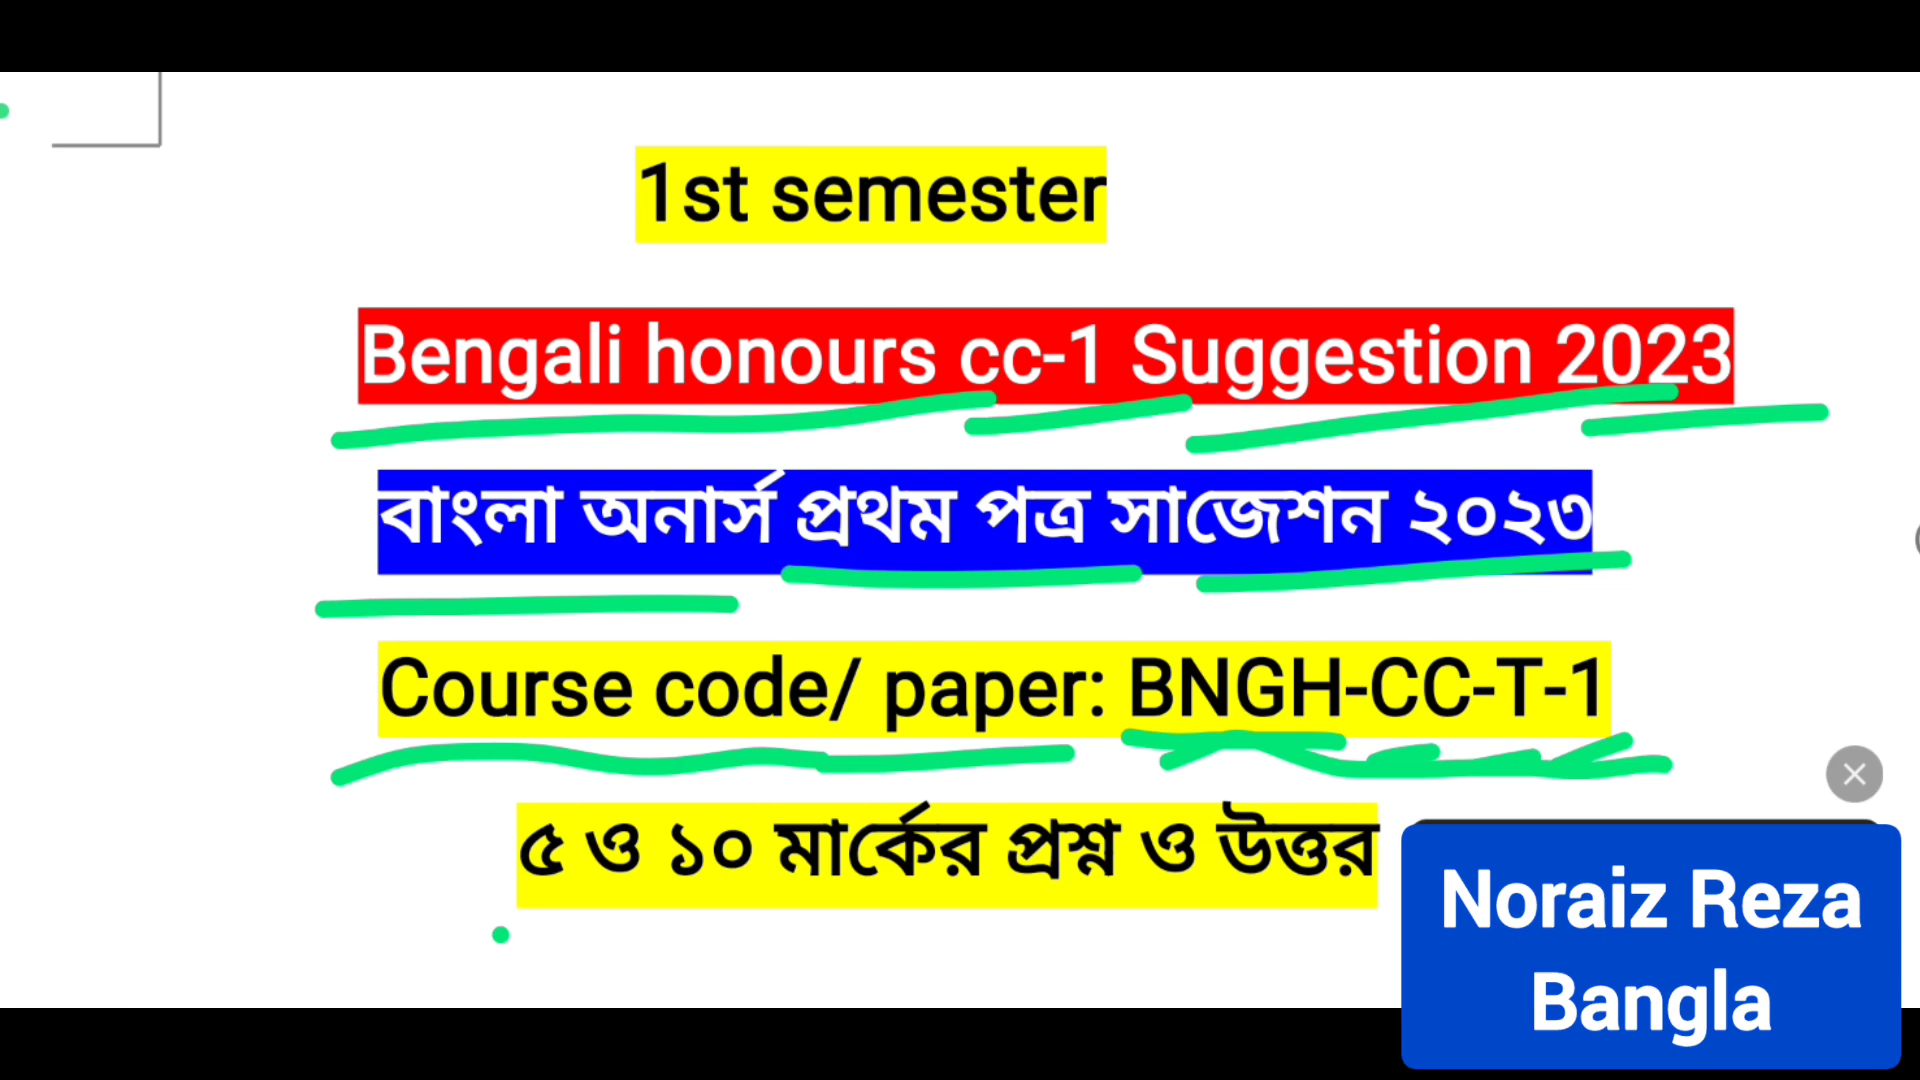 1st semester
Bengali honours cc-1 Suggestion 2023
বাংলা অনার্স প্রথম পত্র সাজেশন ২০২৩
Course code/ paper: BNGH-CC-T-1
৫ ও ১০ মার্কের প্রশ্ন ও উত্তর
Noraiz Reza
Bangla